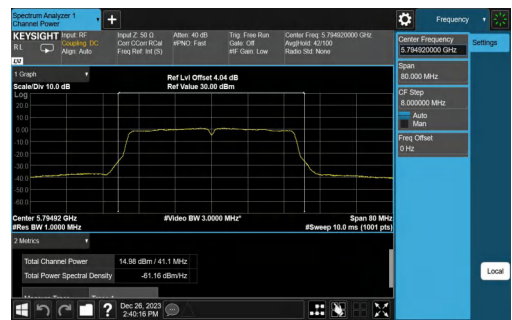 Spectrum Analyzer 1
Channel Power
+
Frequency
KEYSIGHT Input: RF
RL Coupling: DC
Align: Auto
Input Z: 50 Ω
Corr CCorr RCal
Freq Ref: Int (S)
Atten: 40 dB
#PNO: Fast
Trig: Free Run
Gate: Off
#IF Gain: Low
Center Freq: 5.794920000 GHz
Avg|Hold: 42/100
Radio Std: None
LV
1 Graph
Scale/Div 10.0 dB
Ref Lvl Offset 4.04 dB
Ref Value 30.00 dBm
Log
20.0
10.0
0.00
-10.0
-20.0
-30.0
-40.0
-50.0
-60.0
Center 5.79492 GHz
#Res BW 1.0000 MHz
#Video BW 3.0000 MHz*
Span 80 MHz
#Sweep 10.0 ms (1001 pts)
2 Metrics
Total Channel Power 14.98 dBm / 41.1 MHz
Total Power Spectral Density -61.16 dBm/Hz
?
Dec 26, 2023
2:40:16 PM
Center Frequency
5.794920000 GHz
Span
80.000 MHz
CF Step
8.000000 MHz
Auto
Man
Freq Offset
0 Hz
Settings
Local